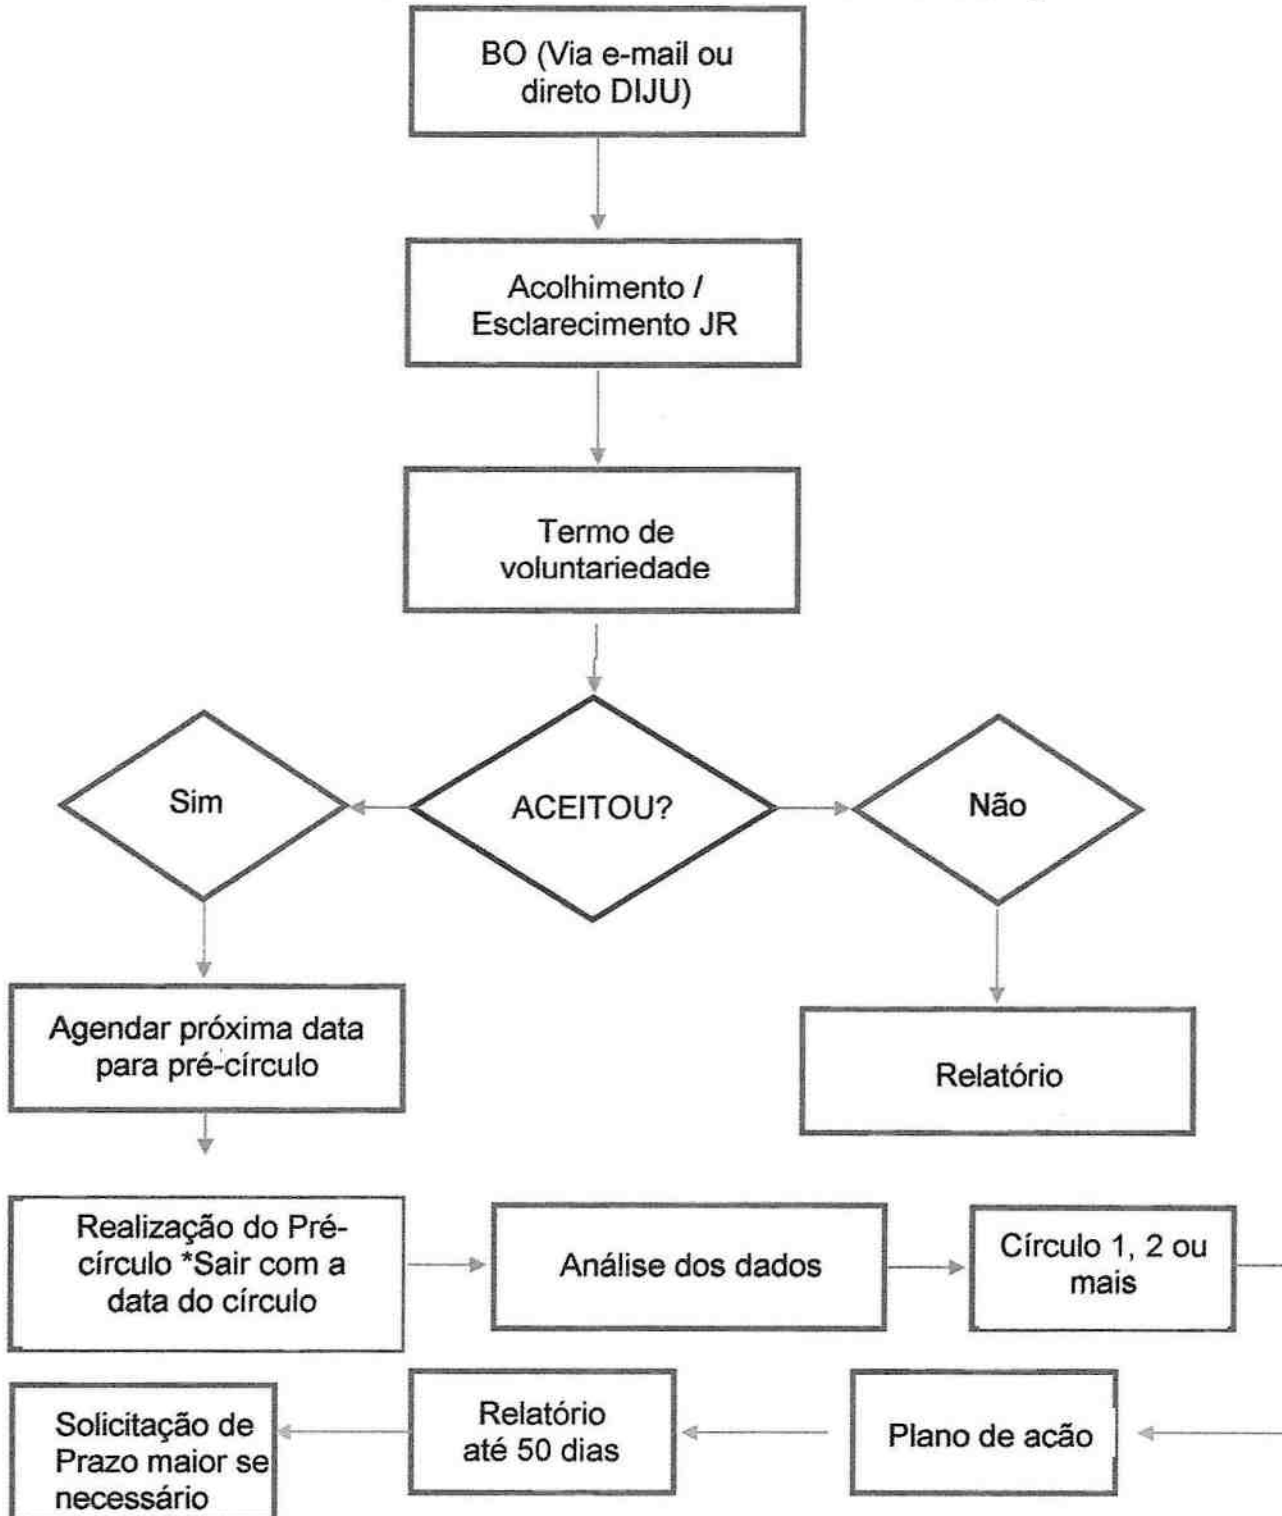 BO (Via e-mail ou
direto DIJU)
Acolhimento /
Esclarecimento JR
Termo de
voluntariedade
Sim
ACEITOU?
Não
Agendar próxima data
para pré-círculo
Relatório
Realização do Pré-
círculo *Sair com a
data do círculo
Análise dos dados
Círculo 1, 2 ou
mais
Solicitação de
Prazo maior se
necessário
Relatório
até 50 dias
Plano de acão